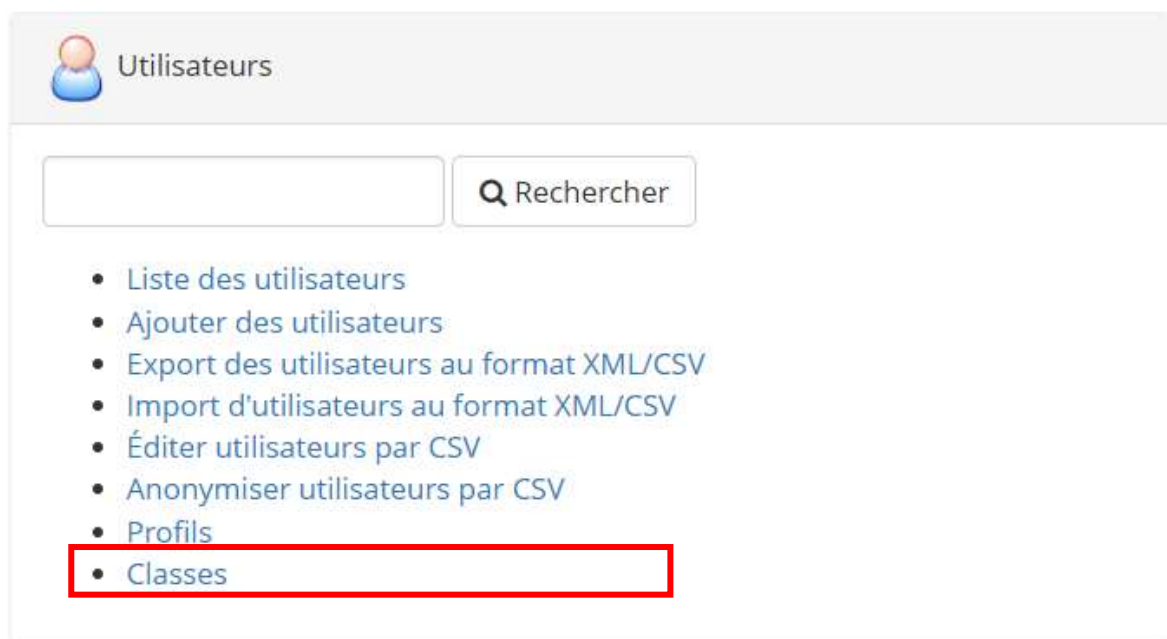 Utilisateurs
Rechercher
Liste des utilisateurs
Ajouter des utilisateurs
Export des utilisateurs au format XML/CSV
Import d'utilisateurs au format XML/CSV
Éditer utilisateurs par CSV
Anonymiser utilisateurs par CSV
Profils
Classes